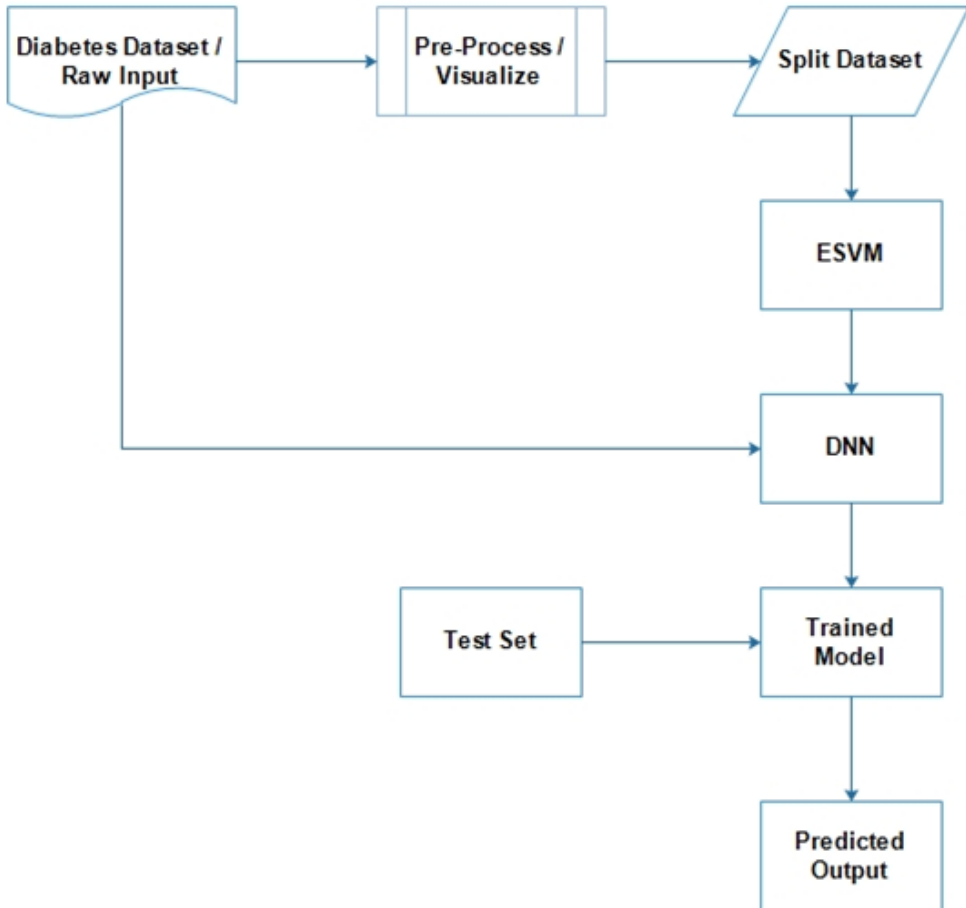 Diabetes Dataset /
Raw Input
Pre-Process /
Visualize
Split Dataset
ESVM
DNN
Test Set
Trained
Model
Predicted
Output